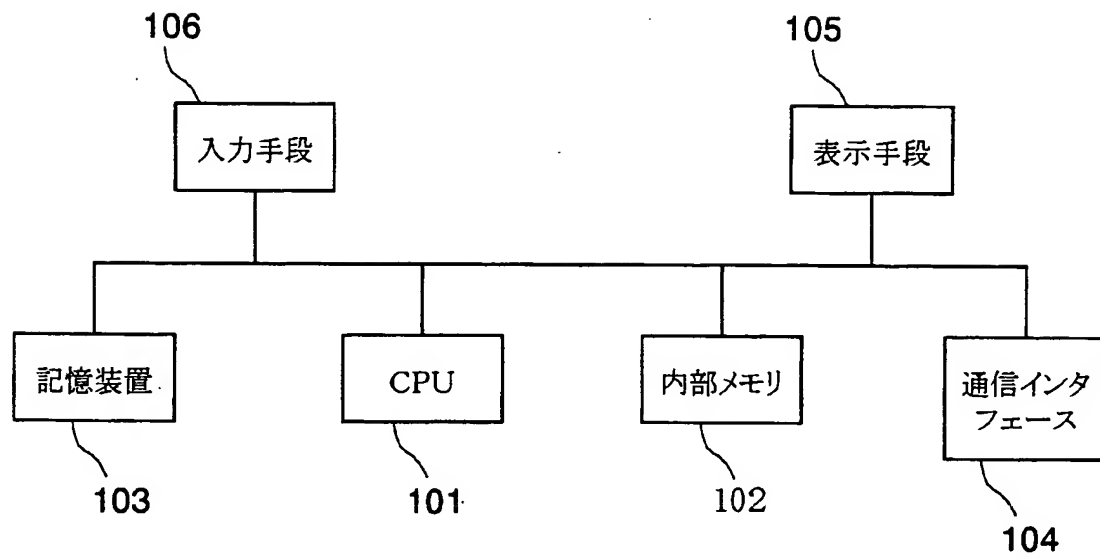 106
105
入力手段
表示手段
記憶装置
CPU
内部メモリ
通信インタ
フェース
103
101
102
104